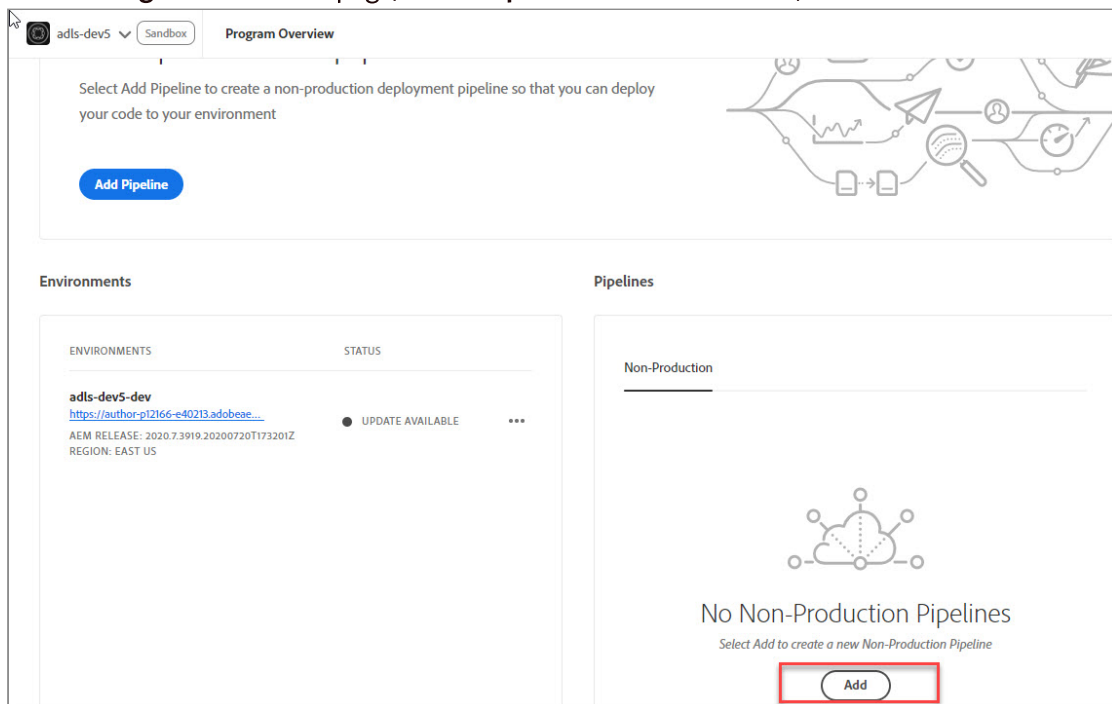 adls-dev5 Sandbox Program Overview
Select Add Pipeline to create a non-production deployment pipeline so that you can deploy
your code to your environment
Add Pipeline
Environments
ENVIRONMENTS STATUS
adls-dev5-dev
https://author-p12166-e40213.adobeae...
UPDATE AVAILABLE
AEM RELEASE: 2020.7.3919.20200720T173201Z
REGION: EAST US
Pipelines
Non-Production
No Non-Production Pipelines
Select Add to create a new Non-Production Pipeline
Add